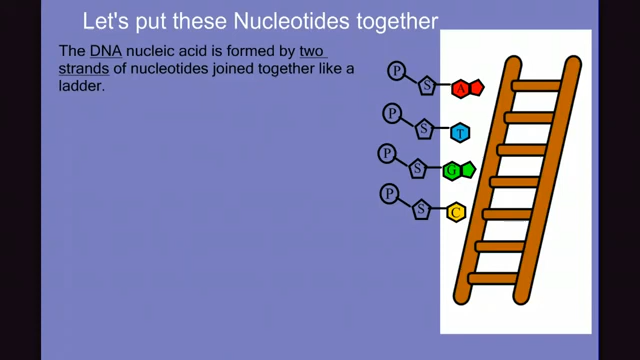 Let's put these Nucleotides together
The DNA nucleic acid is formed by two
strands of nucleotides joined together like a
ladder.
P S A
P S T
P S G
P S C